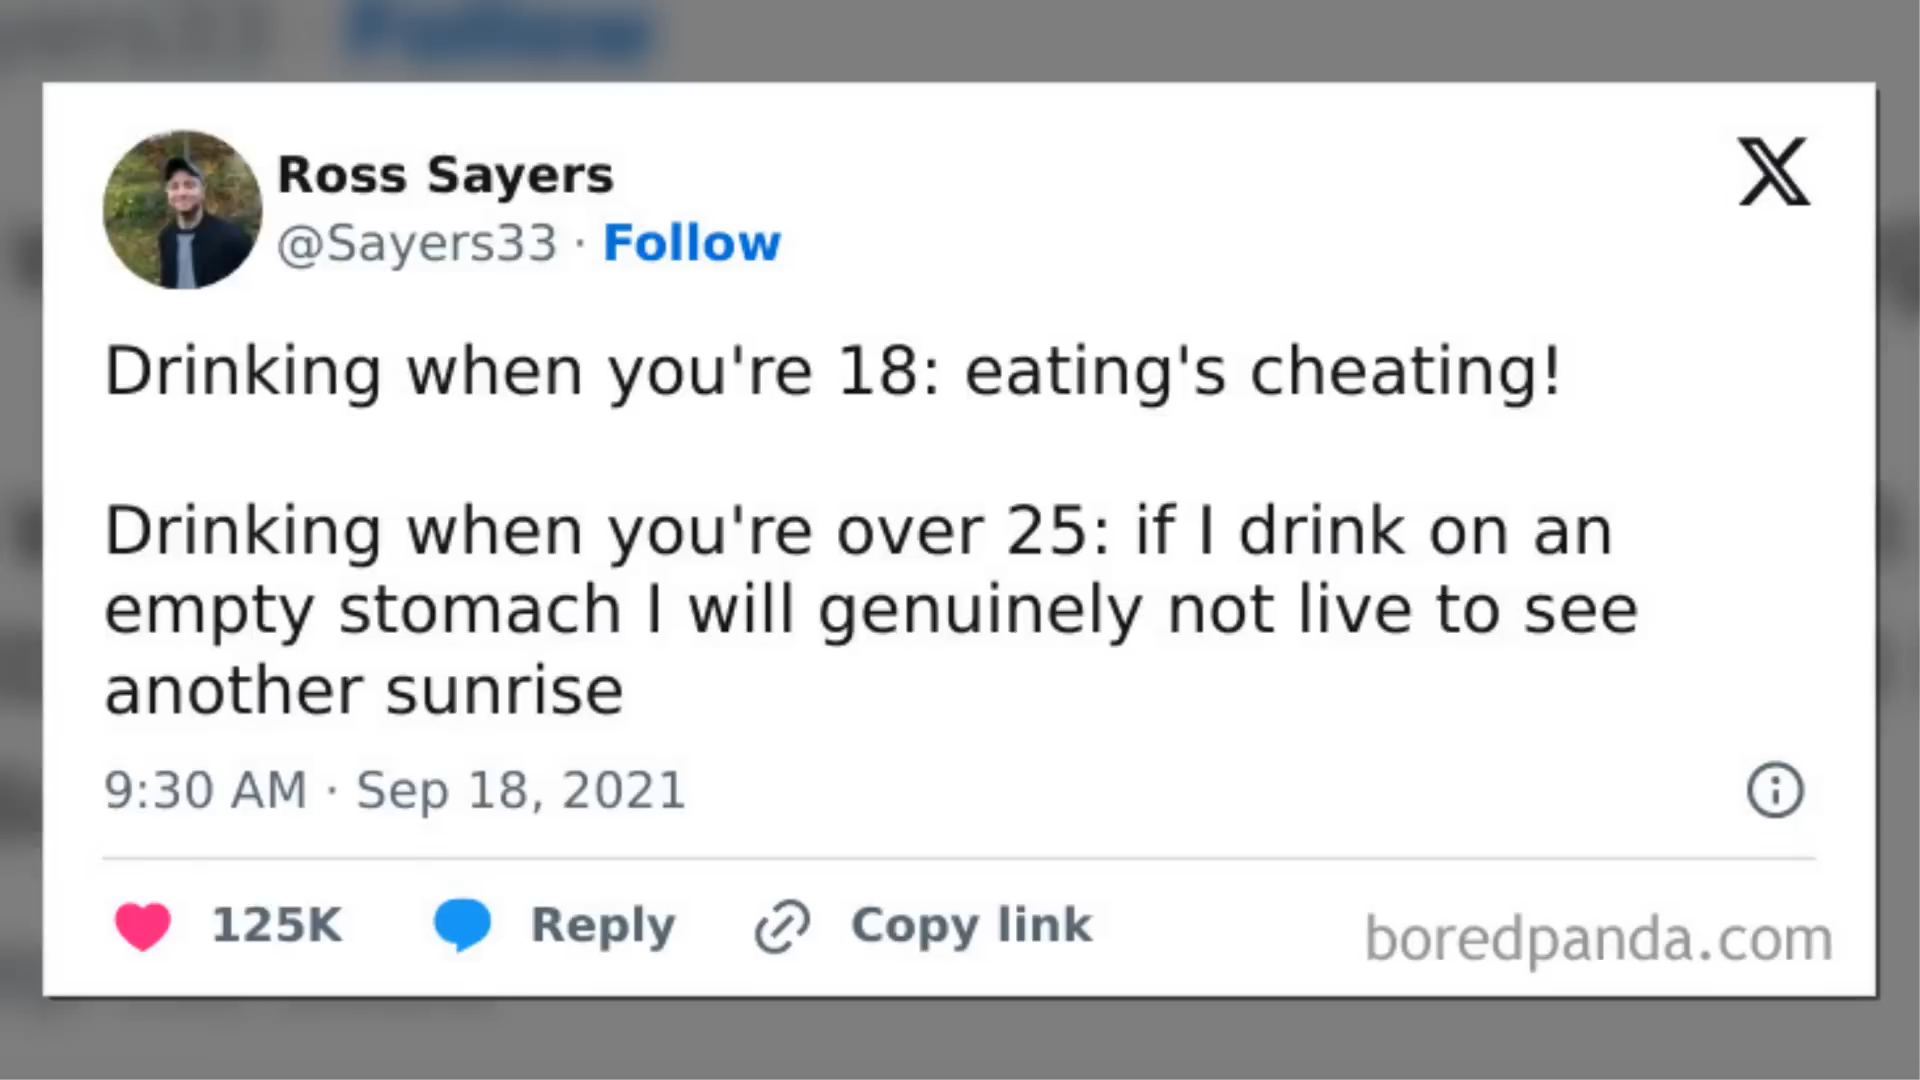 Ross Sayers
@Sayers33 · Follow
Drinking when you're 18: eating's cheating!
Drinking when you're over 25: if I drink on an
empty stomach I will genuinely not live to see
another sunrise
9:30 AM · Sep 18, 2021
125K Reply Copy link
boredpanda.com